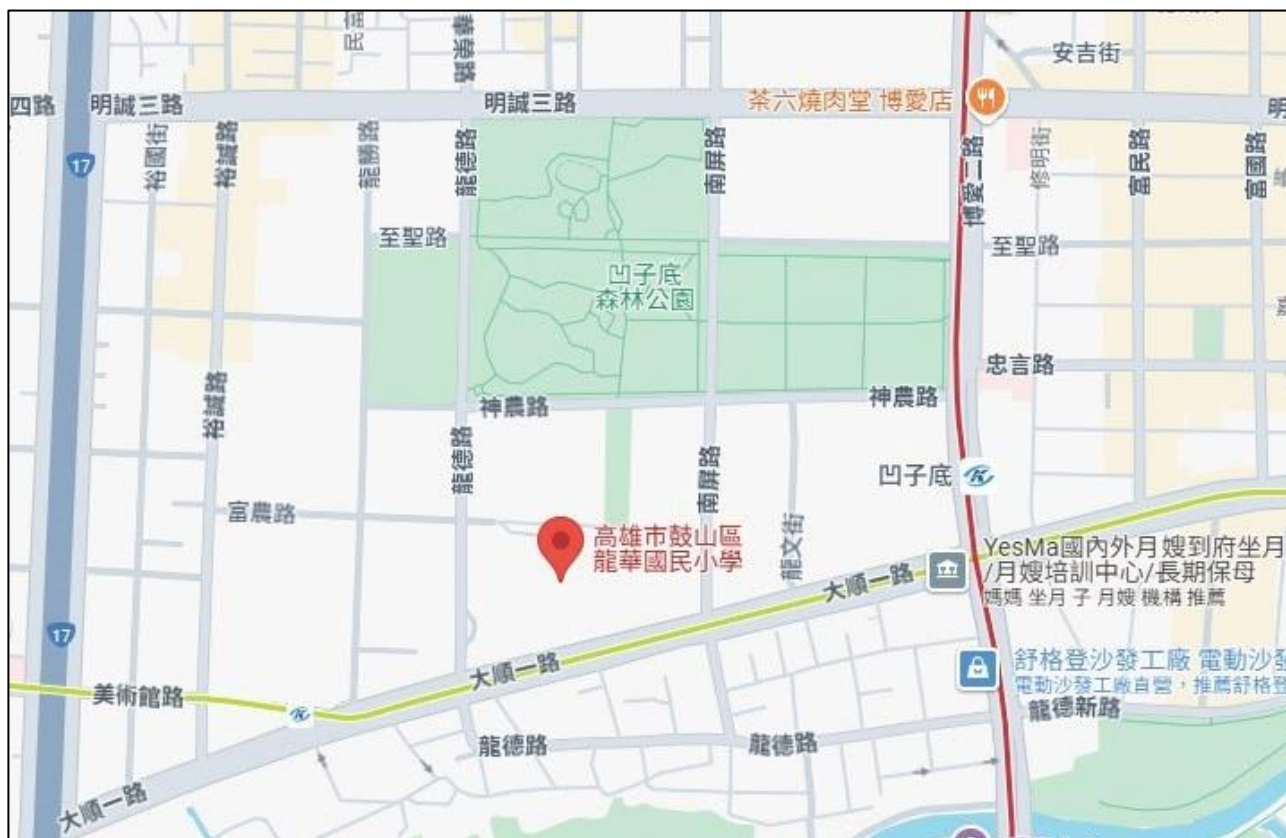 安吉街
茶六燒肉堂 博愛店
四路
明誠三路
明誠三路
17
裕國街
裕誠路
龍勝路
龍德路
南屏路
博愛二路
修明街
富民路
富國路
至聖路
至聖路
凹子底
森林公園
忠言路
裕誠路
神農路
神農路
龍德路
南屏路
凹子底
富農路
高雄市鼓山區
龍華國民小學
龍文街
YesMa國內外月嫂到府坐月
/月嫂培訓中心/長期保母
媽媽 坐月 子 月嫂 機構 推薦
大順一路
17
大順一路
舒格登沙發工廠 電動沙發
電動沙發工廠直營，推薦舒格登
美術館路
龍德新路
龍德路
龍德路
大順一路